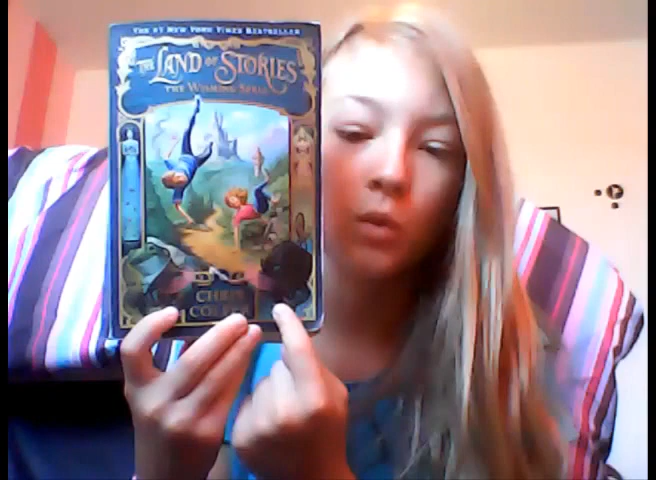 THE #1 NEW YORK TIMES BESTSELLER
THE LAND OF STORIES
THE WISHING SPELL
CHRIS
COLFER